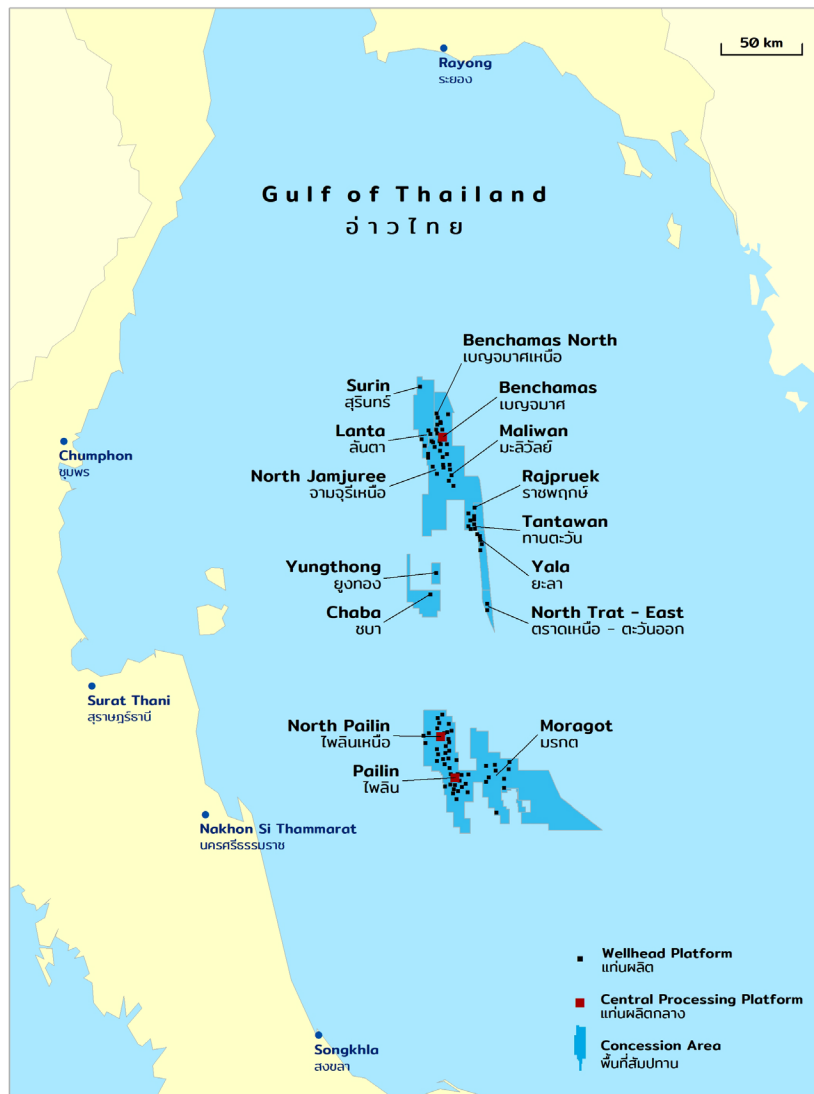 50 km
Rayong
ระยอง
Gulf of Thailand
อ่าวไทย
Benchamas North
เบญจมาศเหนือ
Surin
สุรินทร์
Benchamas
เบญจมาศ
Lanta
ลันตา
Maliwan
มะลิวัลย์
Chumphon
ชุมพร
North Jamjuree
จามจุรีเหนือ
Rajpruek
ราชพฤกษ์
Tantawan
ทานตะวัน
Yungthong
ยูงทอง
Yala
ยะลา
Chaba
ชบา
North Trat - East
ตราดเหนือ - ตะวันออก
Surat Thani
สุราษฎร์ธานี
North Pailin
ไพลินเหนือ
Moragot
มรกต
Pailin
ไพลิน
Nakhon Si Thammarat
นครศรีธรรมราช
Wellhead Platform
แท่นผลิต
Central Processing Platform
แท่นผลิตกลาง
Concession Area
พื้นที่สัมปทาน
Songkhla
สงขลา